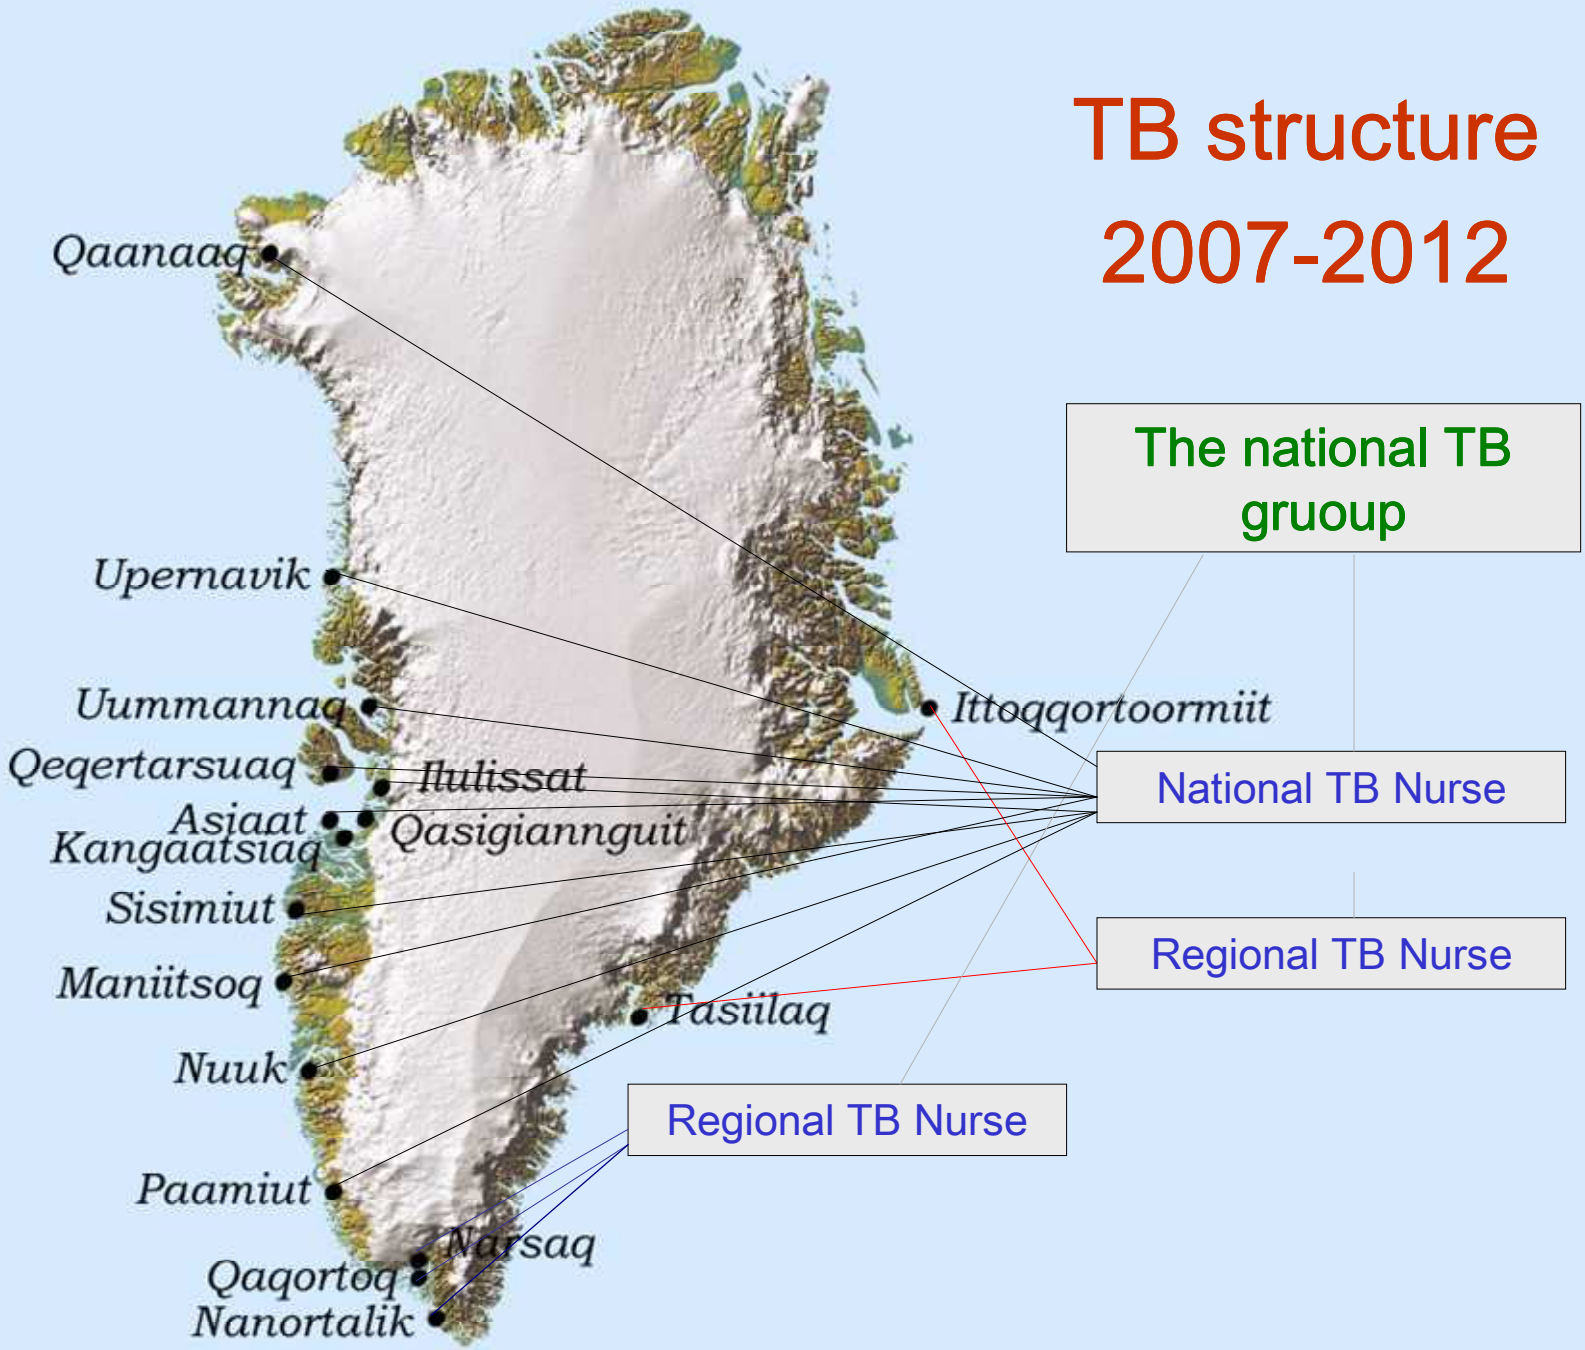 TB structure
2007-2012
Qaanaaq
The national TB
gruoup
Upernavik
Uummannaq
Ittoqqortoormiit
Qeqertarsuaq
Ilulissat
National TB Nurse
Asiaat
Qasigiannguit
Kangaatsiaq
Sisimiut
Regional TB Nurse
Maniitsoq
Tasiilaq
Nuuk
Regional TB Nurse
Paamiut
Narsaq
Qaqortoq
Nanortalik